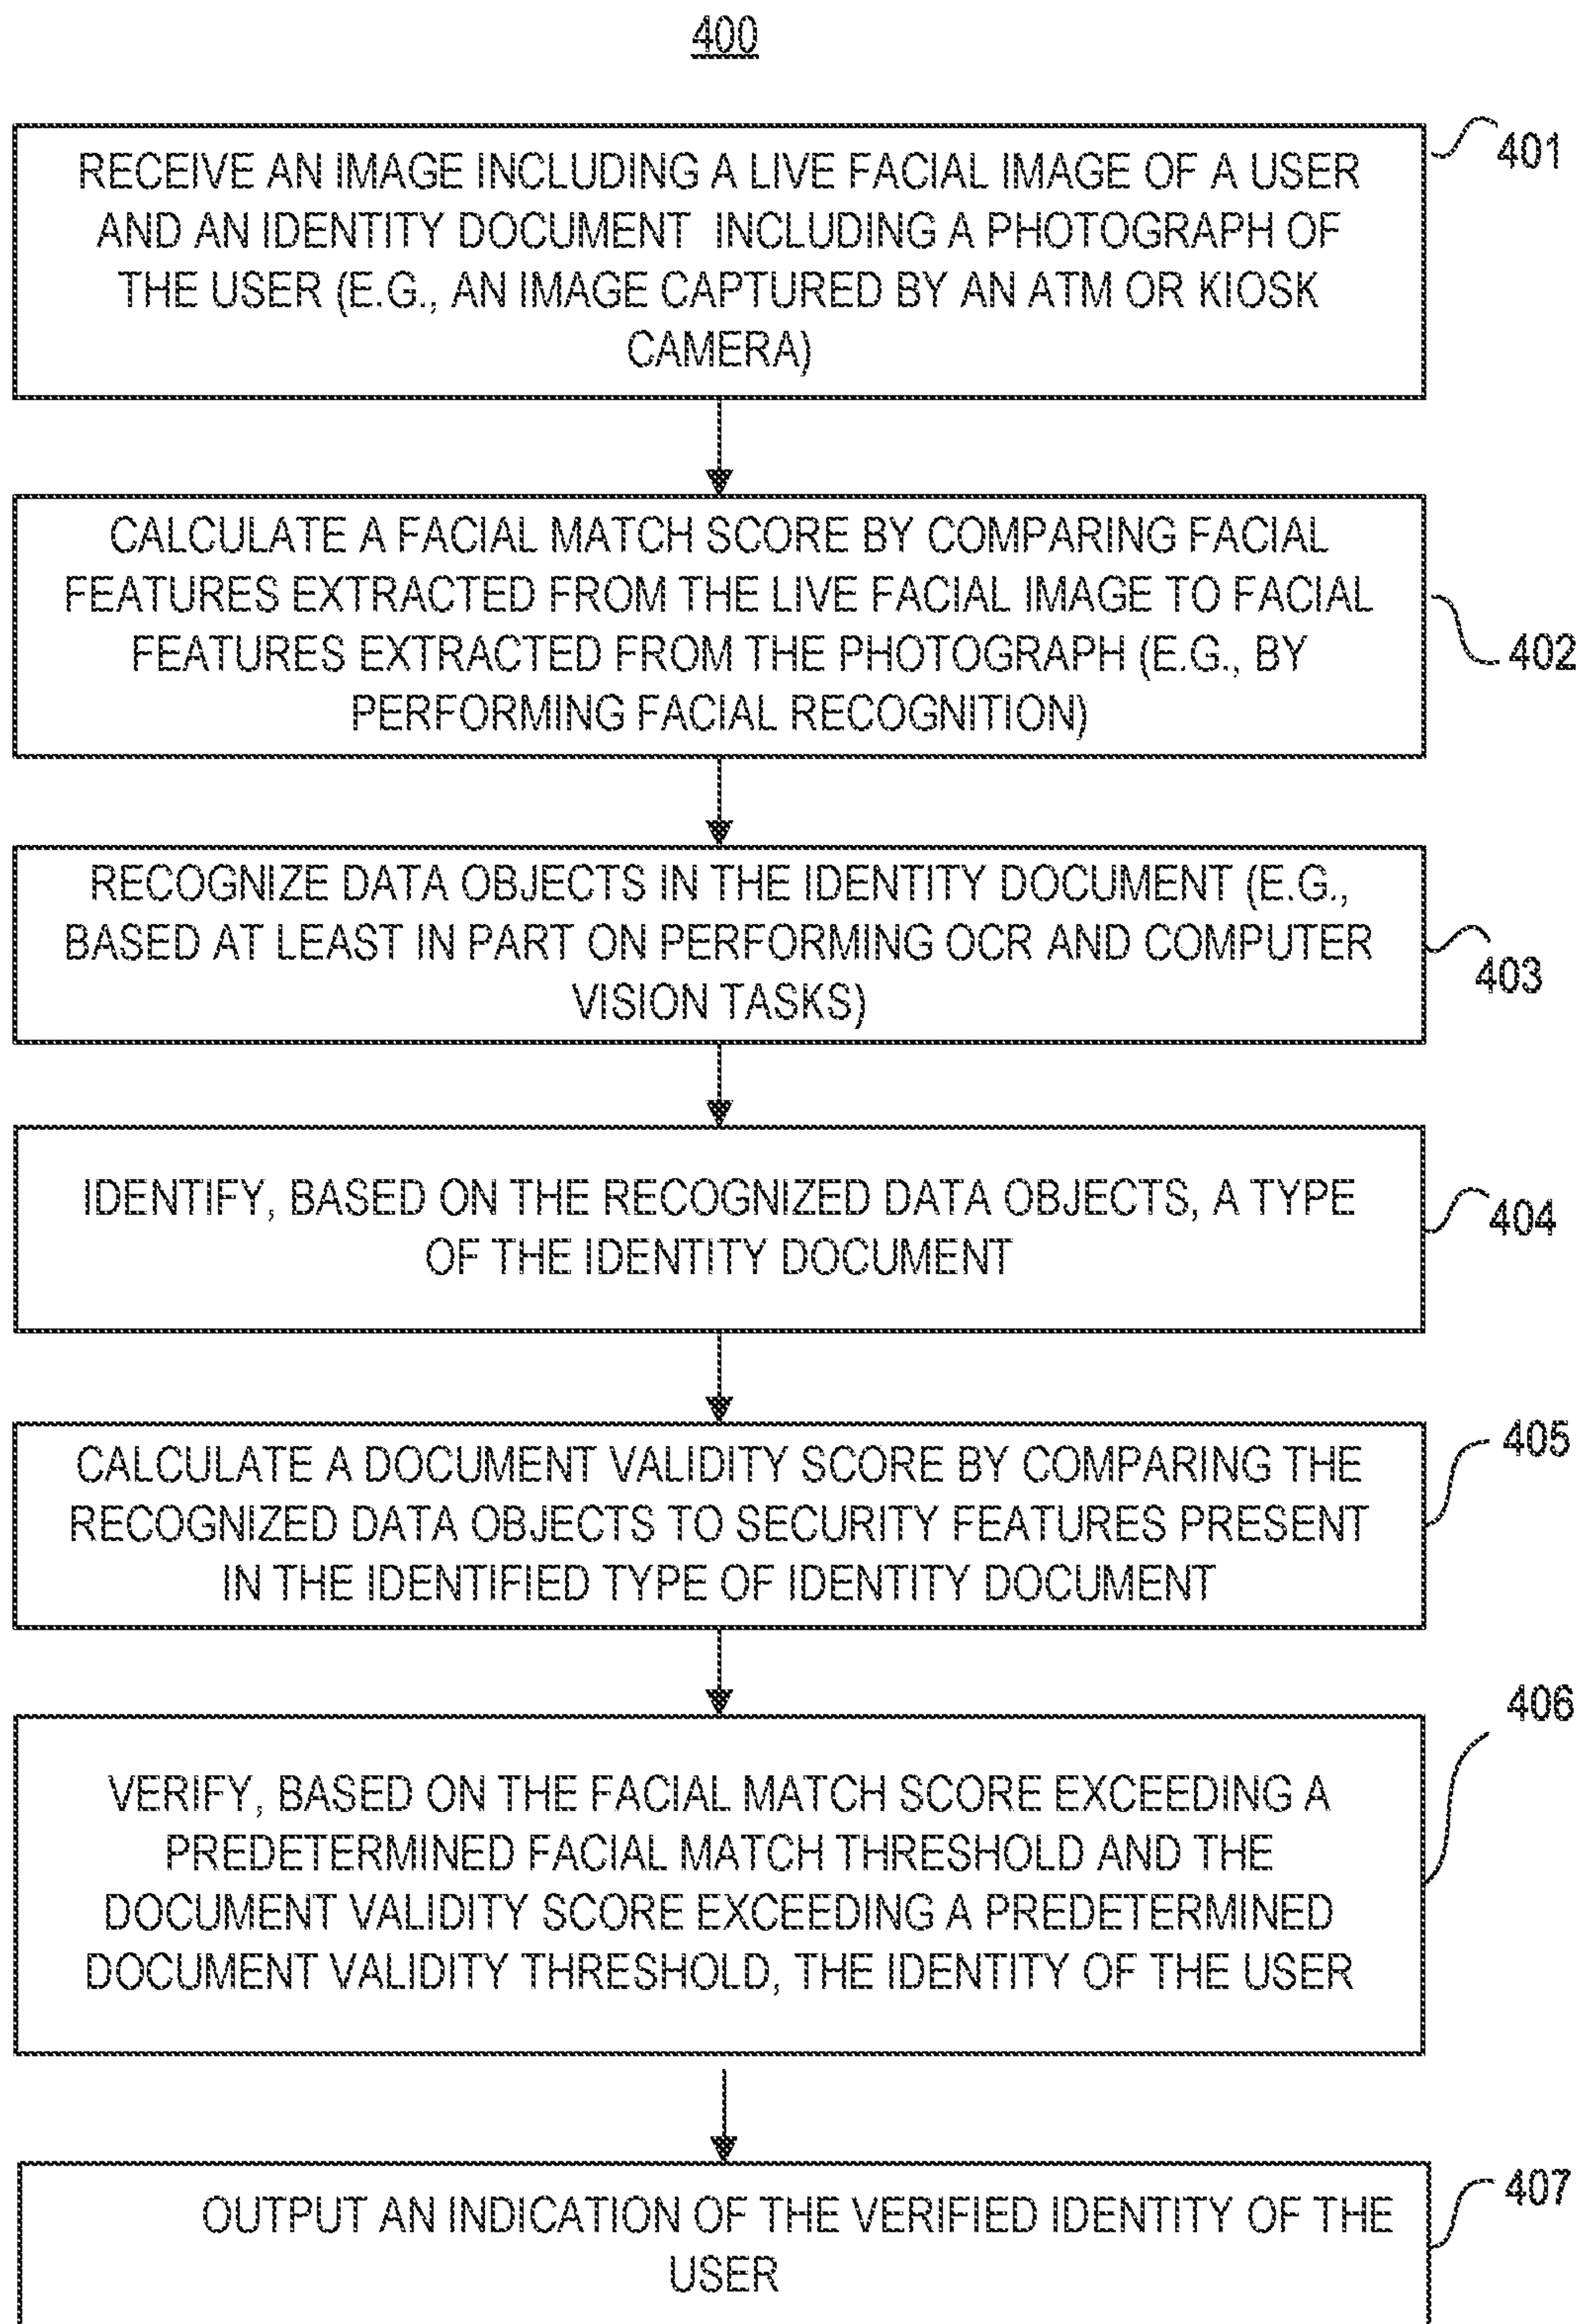 400
RECEIVE AN IMAGE INCLUDING A LIVE FACIAL IMAGE OF A USER
AND AN IDENTITY DOCUMENT INCLUDING A PHOTOGRAPH OF
THE USER (E.G., AN IMAGE CAPTURED BY AN ATM OR KIOSK
CAMERA)
401
CALCULATE A FACIAL MATCH SCORE BY COMPARING FACIAL
FEATURES EXTRACTED FROM THE LIVE FACIAL IMAGE TO FACIAL
FEATURES EXTRACTED FROM THE PHOTOGRAPH (E.G., BY
PERFORMING FACIAL RECOGNITION)
402
RECOGNIZE DATA OBJECTS IN THE IDENTITY DOCUMENT (E.G.,
BASED AT LEAST IN PART ON PERFORMING OCR AND COMPUTER
VISION TASKS)
403
IDENTIFY, BASED ON THE RECOGNIZED DATA OBJECTS, A TYPE
OF THE IDENTITY DOCUMENT
404
CALCULATE A DOCUMENT VALIDITY SCORE BY COMPARING THE
RECOGNIZED DATA OBJECTS TO SECURITY FEATURES PRESENT
IN THE IDENTIFIED TYPE OF IDENTITY DOCUMENT
405
VERIFY, BASED ON THE FACIAL MATCH SCORE EXCEEDING A
PREDETERMINED FACIAL MATCH THRESHOLD AND THE
DOCUMENT VALIDITY SCORE EXCEEDING A PREDETERMINED
DOCUMENT VALIDITY THRESHOLD, THE IDENTITY OF THE USER
406
OUTPUT AN INDICATION OF THE VERIFIED IDENTITY OF THE
USER
407